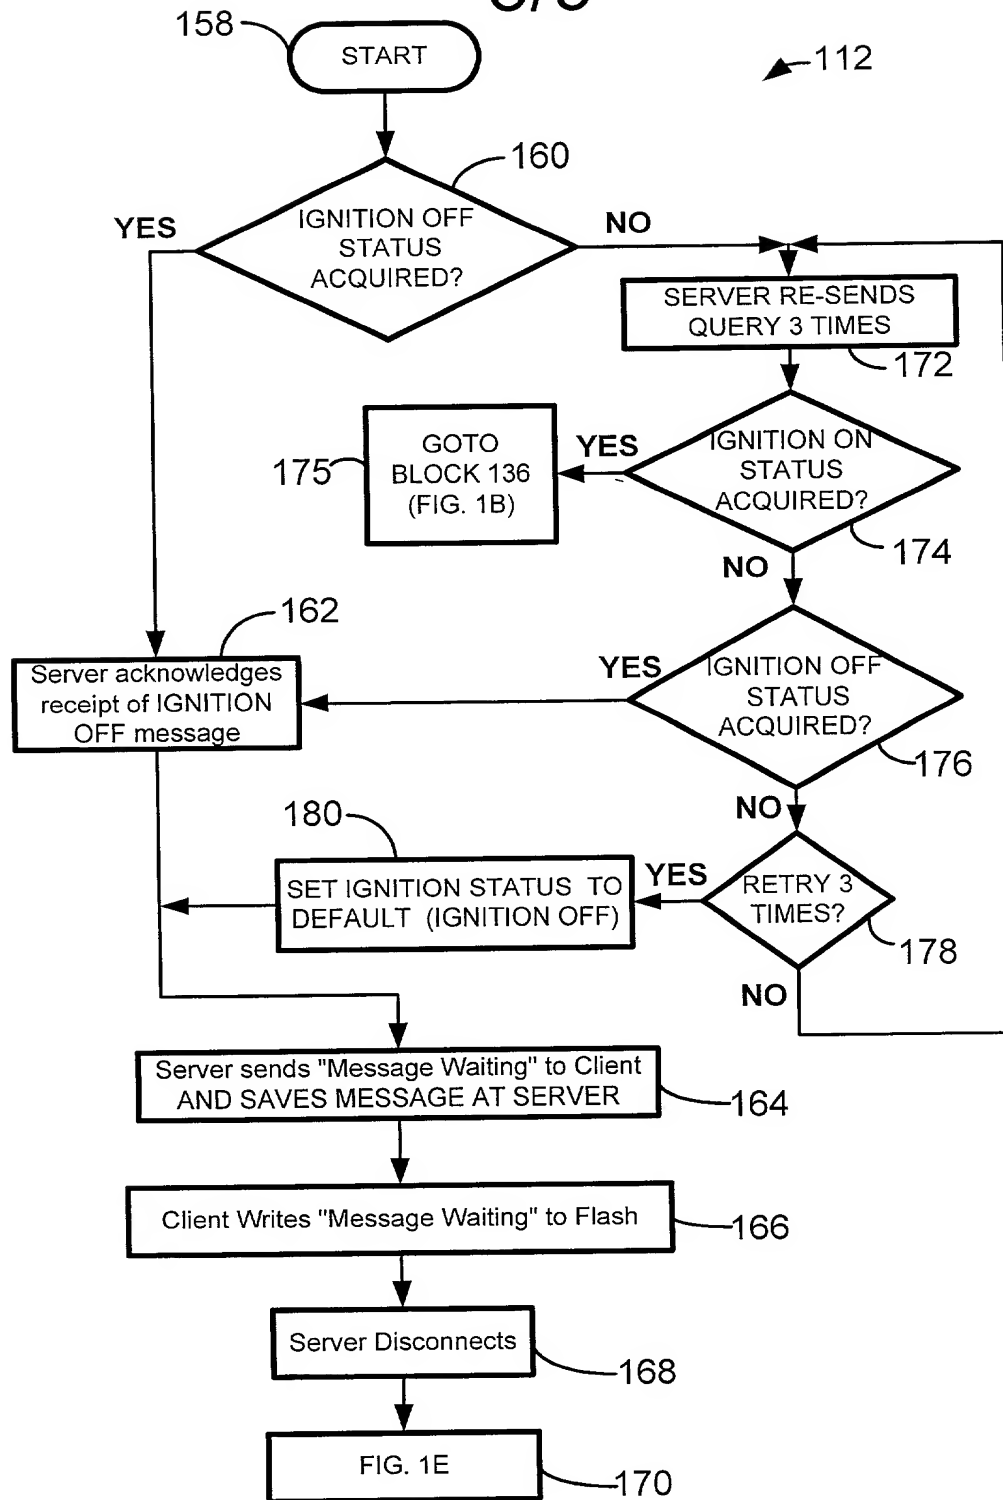 158
START
112
160
YES
IGNITION OFF
STATUS
ACQUIRED?
NO
SERVER RE-SENDS
QUERY 3 TIMES
172
175
GOTO
BLOCK 136
(FIG. 1B)
YES
IGNITION ON
STATUS
ACQUIRED?
174
NO
162
Server acknowledges
receipt of IGNITION
OFF message
YES
IGNITION OFF
STATUS
ACQUIRED?
176
NO
180
SET IGNITION STATUS TO
DEFAULT (IGNITION OFF)
YES
RETRY 3
TIMES?
178
NO
Server sends "Message Waiting" to Client
AND SAVES MESSAGE AT SERVER
164
Client Writes "Message Waiting" to Flash
166
Server Disconnects
168
FIG. 1E
170